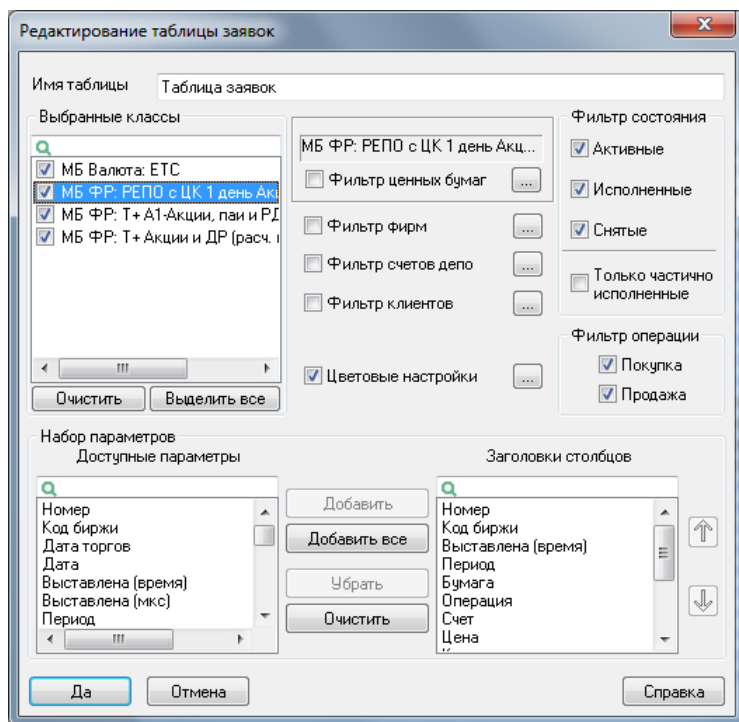 Редактирование таблицы заявок
Имя таблицы
Таблица заявок
Выбранные классы
МБ Валюта: ЕТС
МБ ФР: РЕПО с ЦК 1 день Ак
МБ ФР: Т+ А1-Акции, паи и РД
МБ ФР: Т+ Акции и ДР (расч.
Очистить
Выделить все
МБ ФР: РЕПО с ЦК 1 день Акц...
Фильтр ценных бумаг
...
Фильтр фирм
...
Фильтр счетов депо
...
Фильтр клиентов
...
Цветовые настройки
...
Фильтр состояния
Активные
Исполненные
Снятые
Только частично
исполненные
Фильтр операции
Покупка
Продажа
Набор параметров
Доступные параметры
Номер
Код биржи
Дата торгов
Дата
Выставлена (время)
Выставлена (мкс)
Период
Добавить
Добавить все
Убрать
Очистить
Заголовки столбцов
Номер
Код биржи
Выставлена (время)
Период
Бумага
Операция
Счет
Цена
Да
Отмена
Справка